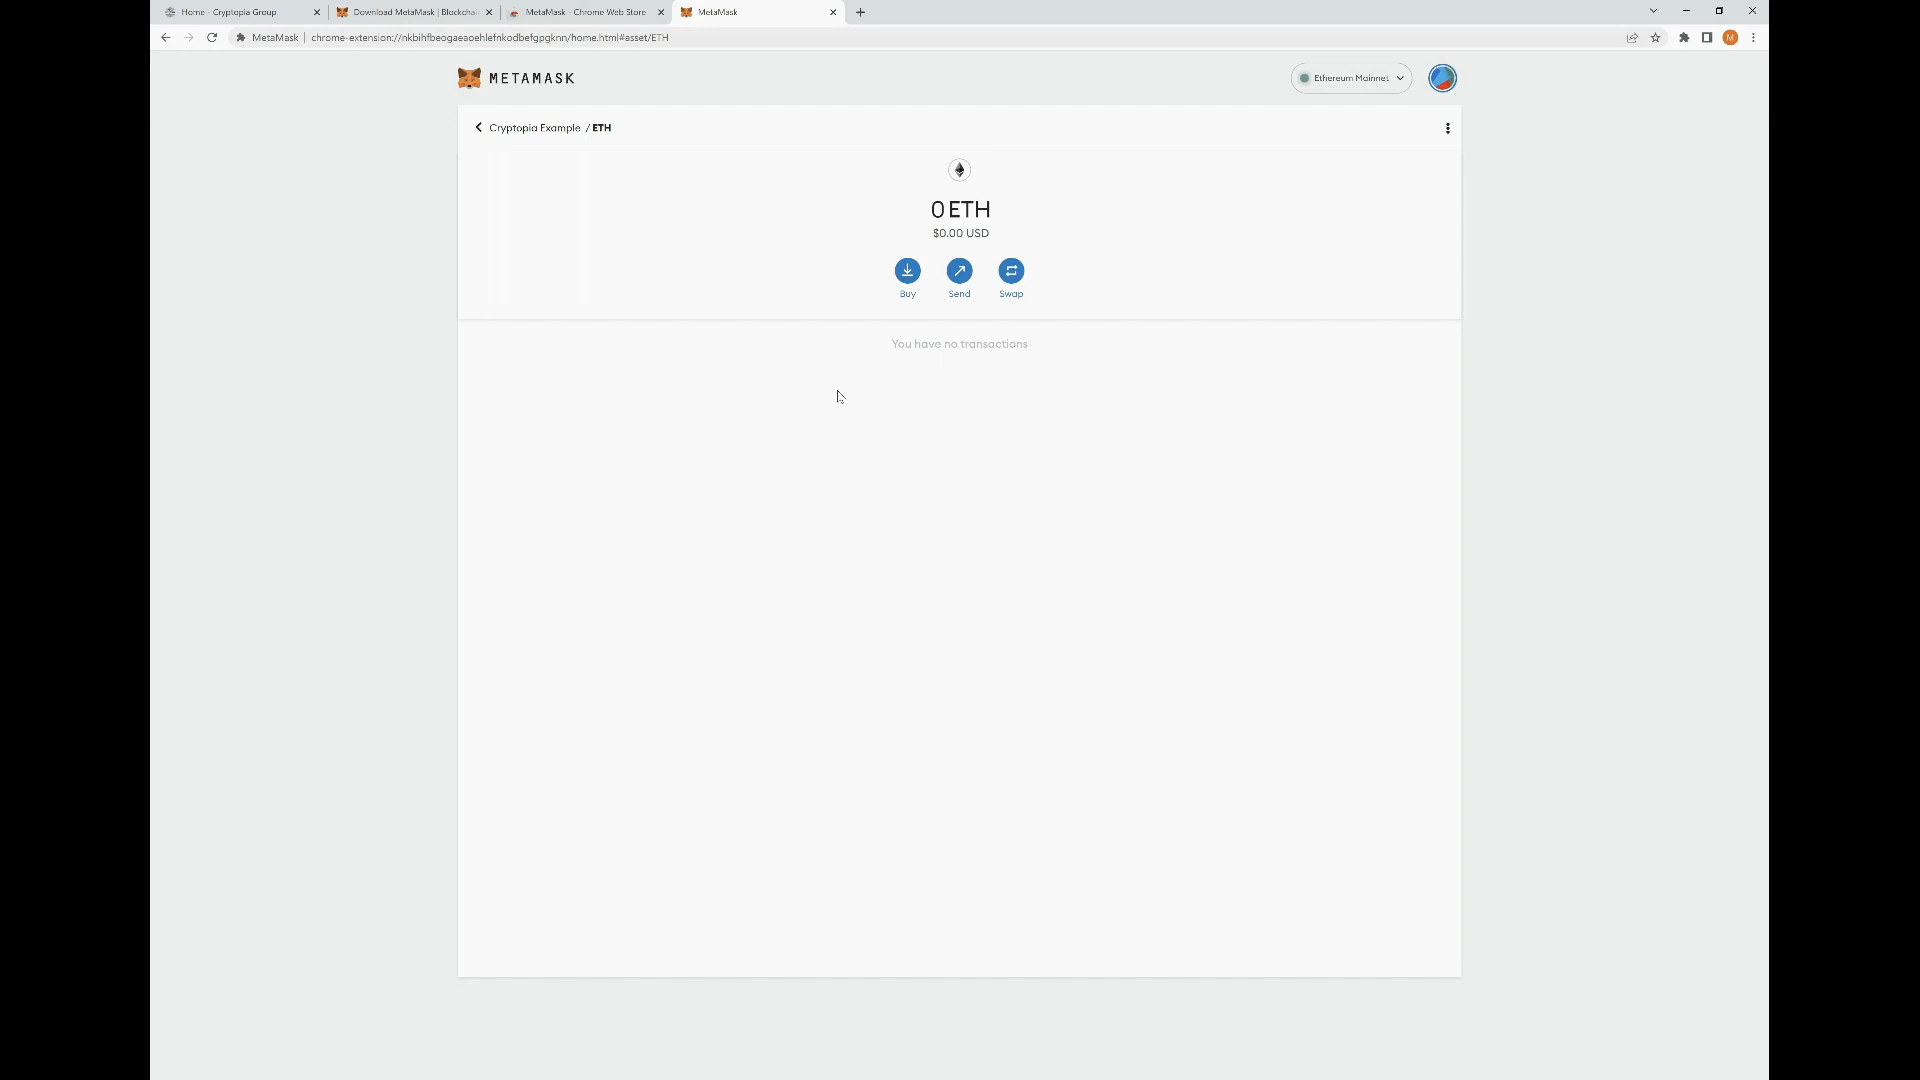 Home - Cryptopia Group
Download MetaMask | Blockchai
MetaMask - Chrome Web Store
MetaMask
MetaMask | chrome-extension://nkbihfbeogaeaoehlefnkodbefgpgknn/home.html#asset/ETH
M
METAMASK
Ethereum Mainnet
Cryptopia Example / ETH
0 ETH
$0.00 USD
Buy
Send
Swap
You have no transactions